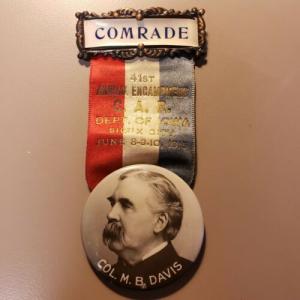 COMRADE
41ST
ANNUAL ENCAMPMENT
G. A. R.
DEPT. OF IOWA
SIOUX CITY
JUNE 8-9-10,
COL. M. B. DAVIS